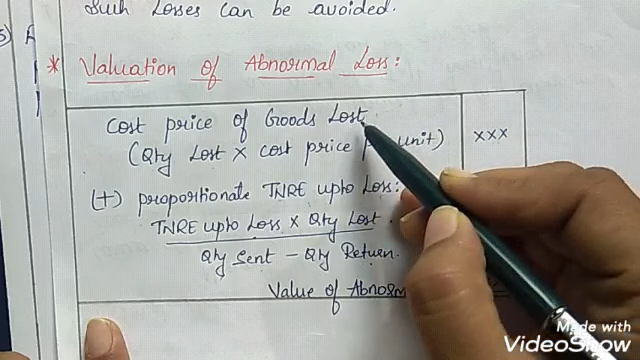 Such Losses can be avoided.
* Valuation of Abnormal Loss:
Cost price of Goods Lost
(Qty Lost X cost price unit) xxx
(+) proportionate TNRE upto Loss:
TNRE upto Loss X Qty Lost.
Qty Sent - Qty Return.
Value of
Made with
VideoShow